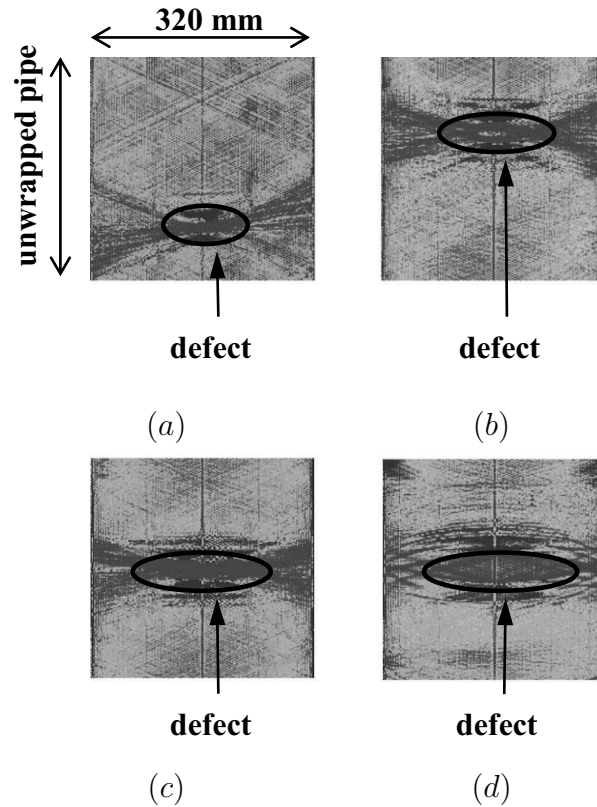 320 mm
unwrapped pipe
defect
defect
(a)
(b)
defect
defect
(c)
(d)